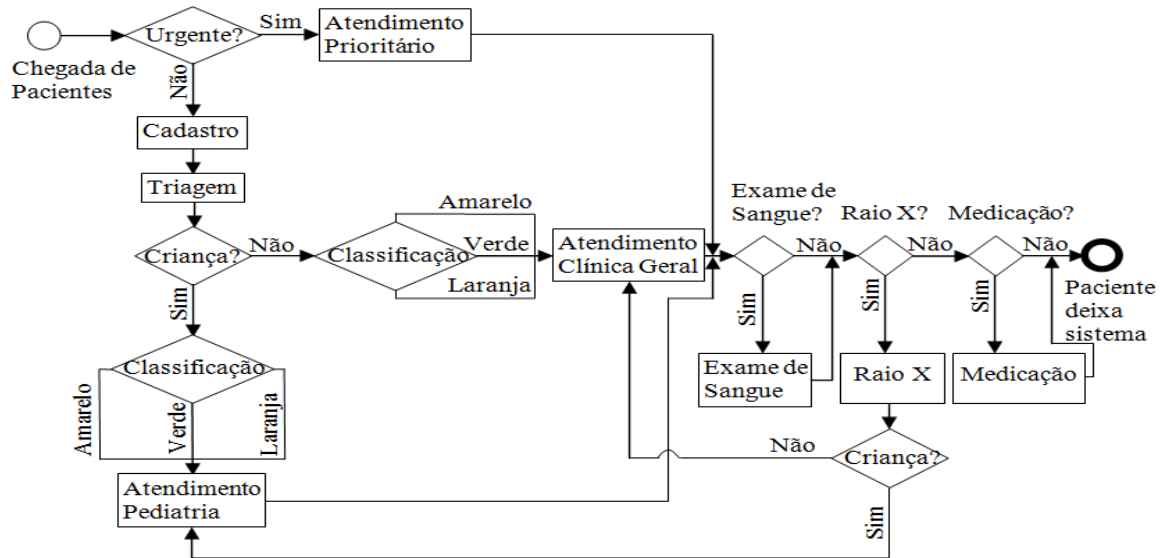 Urgente?
Sim
Atendimento
Prioritário
Chegada de
Pacientes
Não
Cadastro
Triagem
Criança?
Não
Classificação
Amarelo
Verde
Laranja
Atendimento
Clínica Geral
Exame de
Sangue?
Não
Raio X?
Não
Medicação?
Não
Paciente
deixa
sistema
Sim
Sim
Sim
Sim
Exame de
Sangue
Raio X
Medicação
Classificação
Amarelo
Verde
Laranja
Atendimento
Pediatria
Não
Criança?
Sim